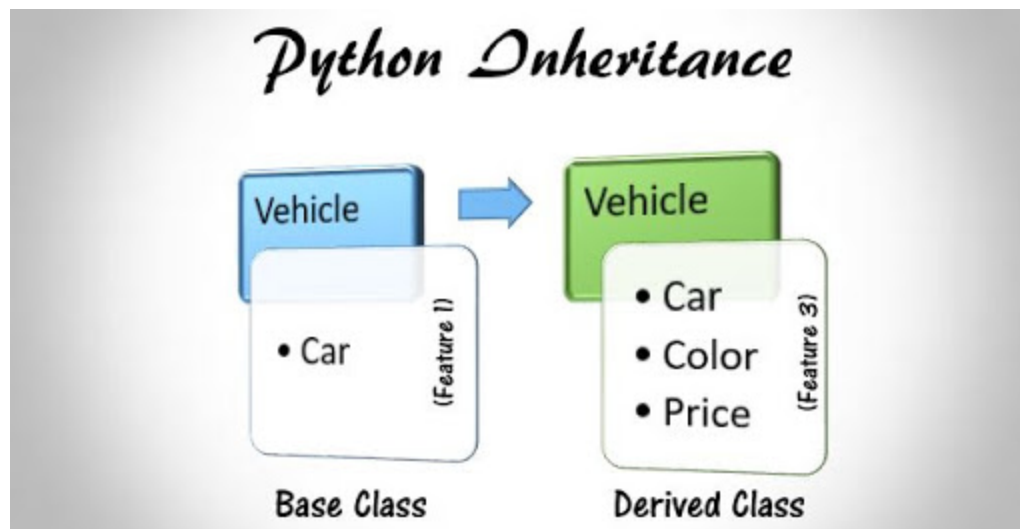 Python Inheritance
Vehicle
• Car
(Feature 1)
Base Class
Vehicle
• Car
• Color
• Price
(Feature 3)
Derived Class